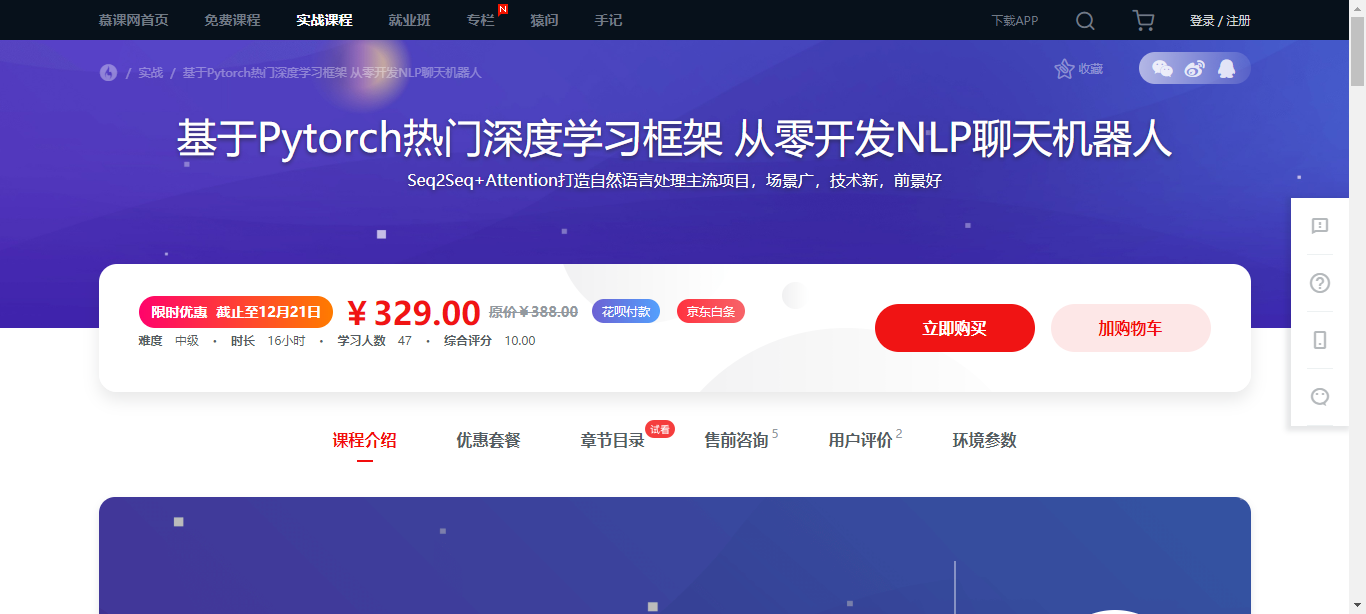 慕课网首页 免费课程 实战课程 就业班 专栏 N 猿问 手记 下载APP 登录 / 注册
/ 实战 / 基于Pytorch热门深度学习框架 从零开发NLP聊天机器人 收藏
基于Pytorch热门深度学习框架 从零开发NLP聊天机器人
Seq2Seq+Attention打造自然语言处理主流项目，场景广，技术新，前景好
限时优惠 截止至12月21日 ￥329.00 原价￥388.00 花呗付款 京东白条
难度 中级 · 时长 16小时 · 学习人数 47 · 综合评分 10.00
立即购买 加购物车
课程介绍 优惠套餐 章节目录 试看 售前咨询 5 用户评价 2 环境参数